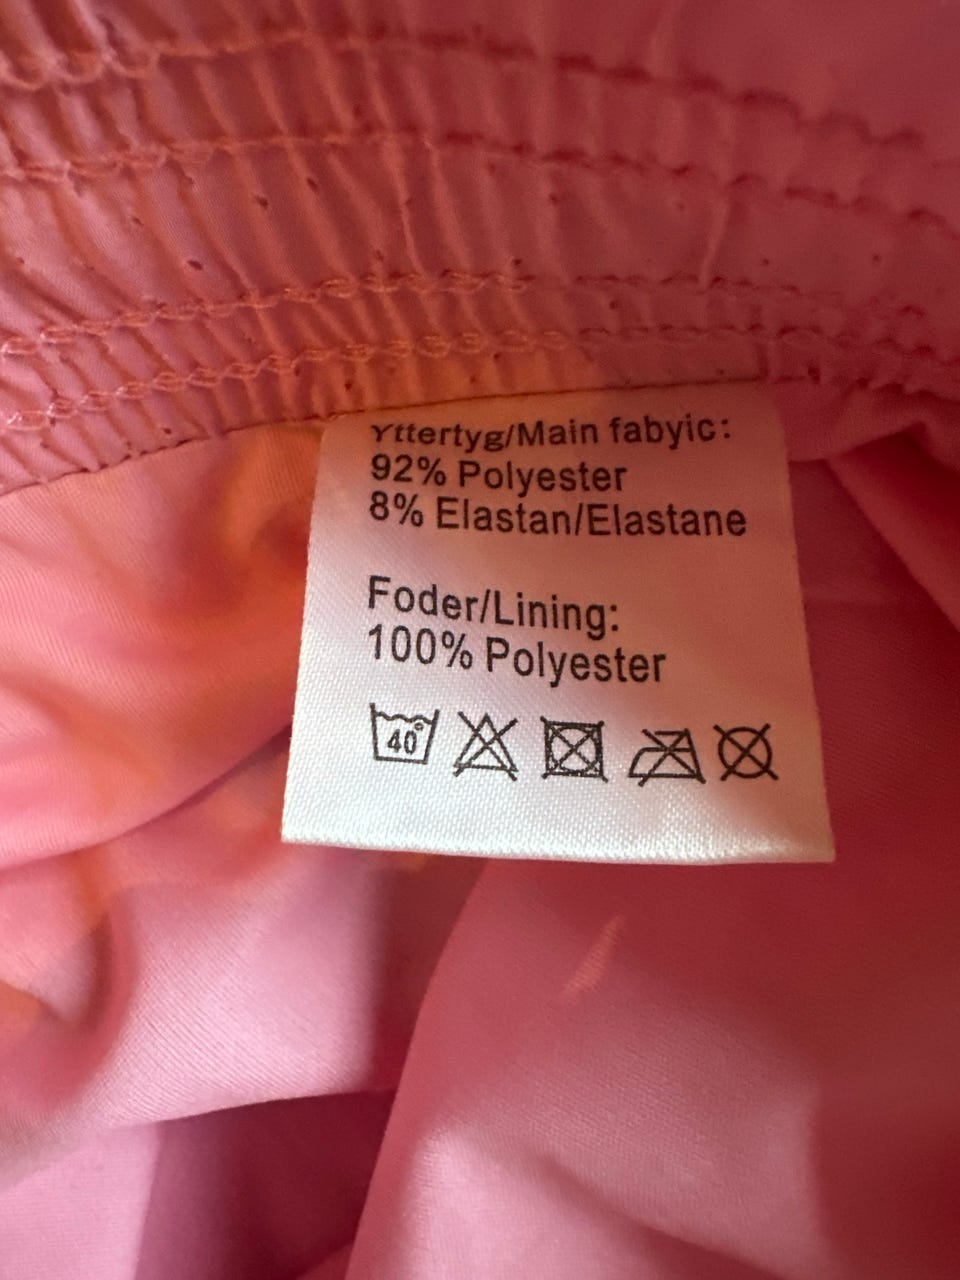 Yttertyg/Main fabyic:
92% Polyester
8% Elastan/Elastane
Foder/Lining:
100% Polyester
40°